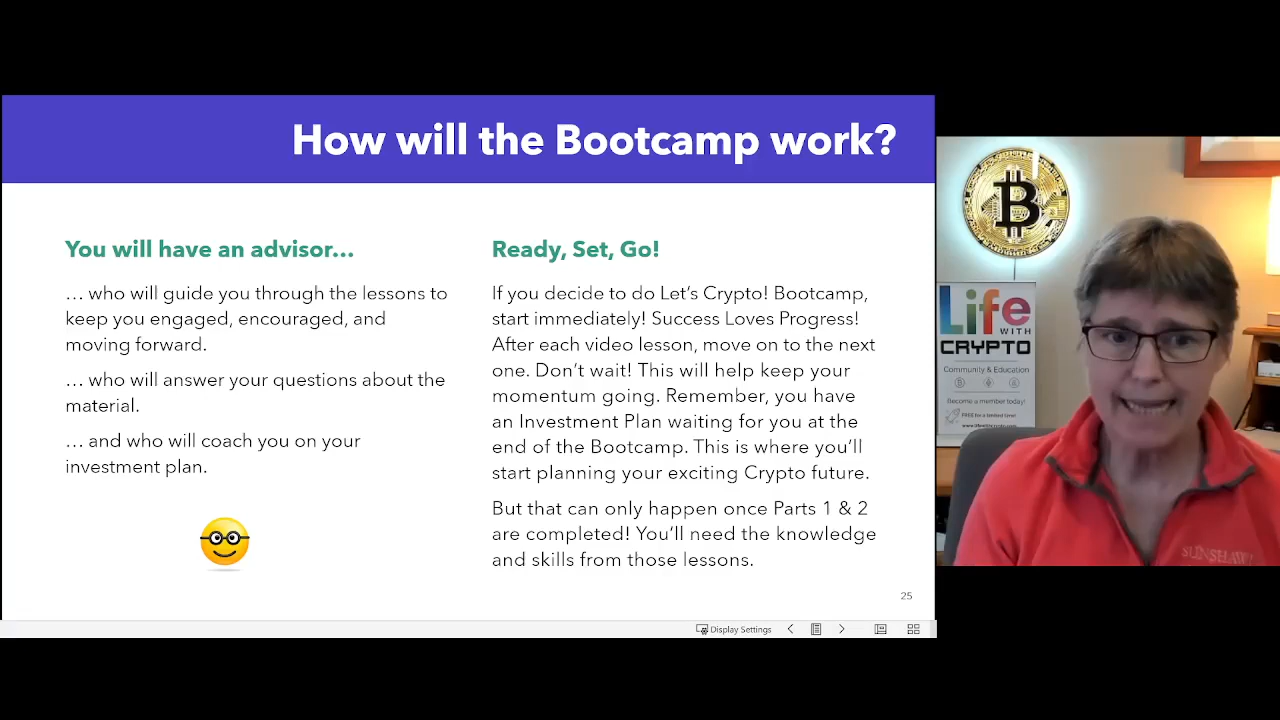 How will the Bootcamp work?
You will have an advisor...
… who will guide you through the lessons to
keep you engaged, encouraged, and
moving forward.
… who will answer your questions about the
material.
… and who will coach you on your
investment plan.
Ready, Set, Go!
If you decide to do Let's Crypto! Bootcamp,
start immediately! Success Loves Progress!
After each video lesson, move on to the next
one. Don't wait! This will help keep your
momentum going. Remember, you have
an Investment Plan waiting for you at the
end of the Bootcamp. This is where you'll
start planning your exciting Crypto future.
But that can only happen once Parts 1 & 2
are completed! You'll need the knowledge
and skills from those lessons.
25
Display Settings
Life
WITH
CRYPTO
Community & Education
Become a member today!
FREE for a limited time!